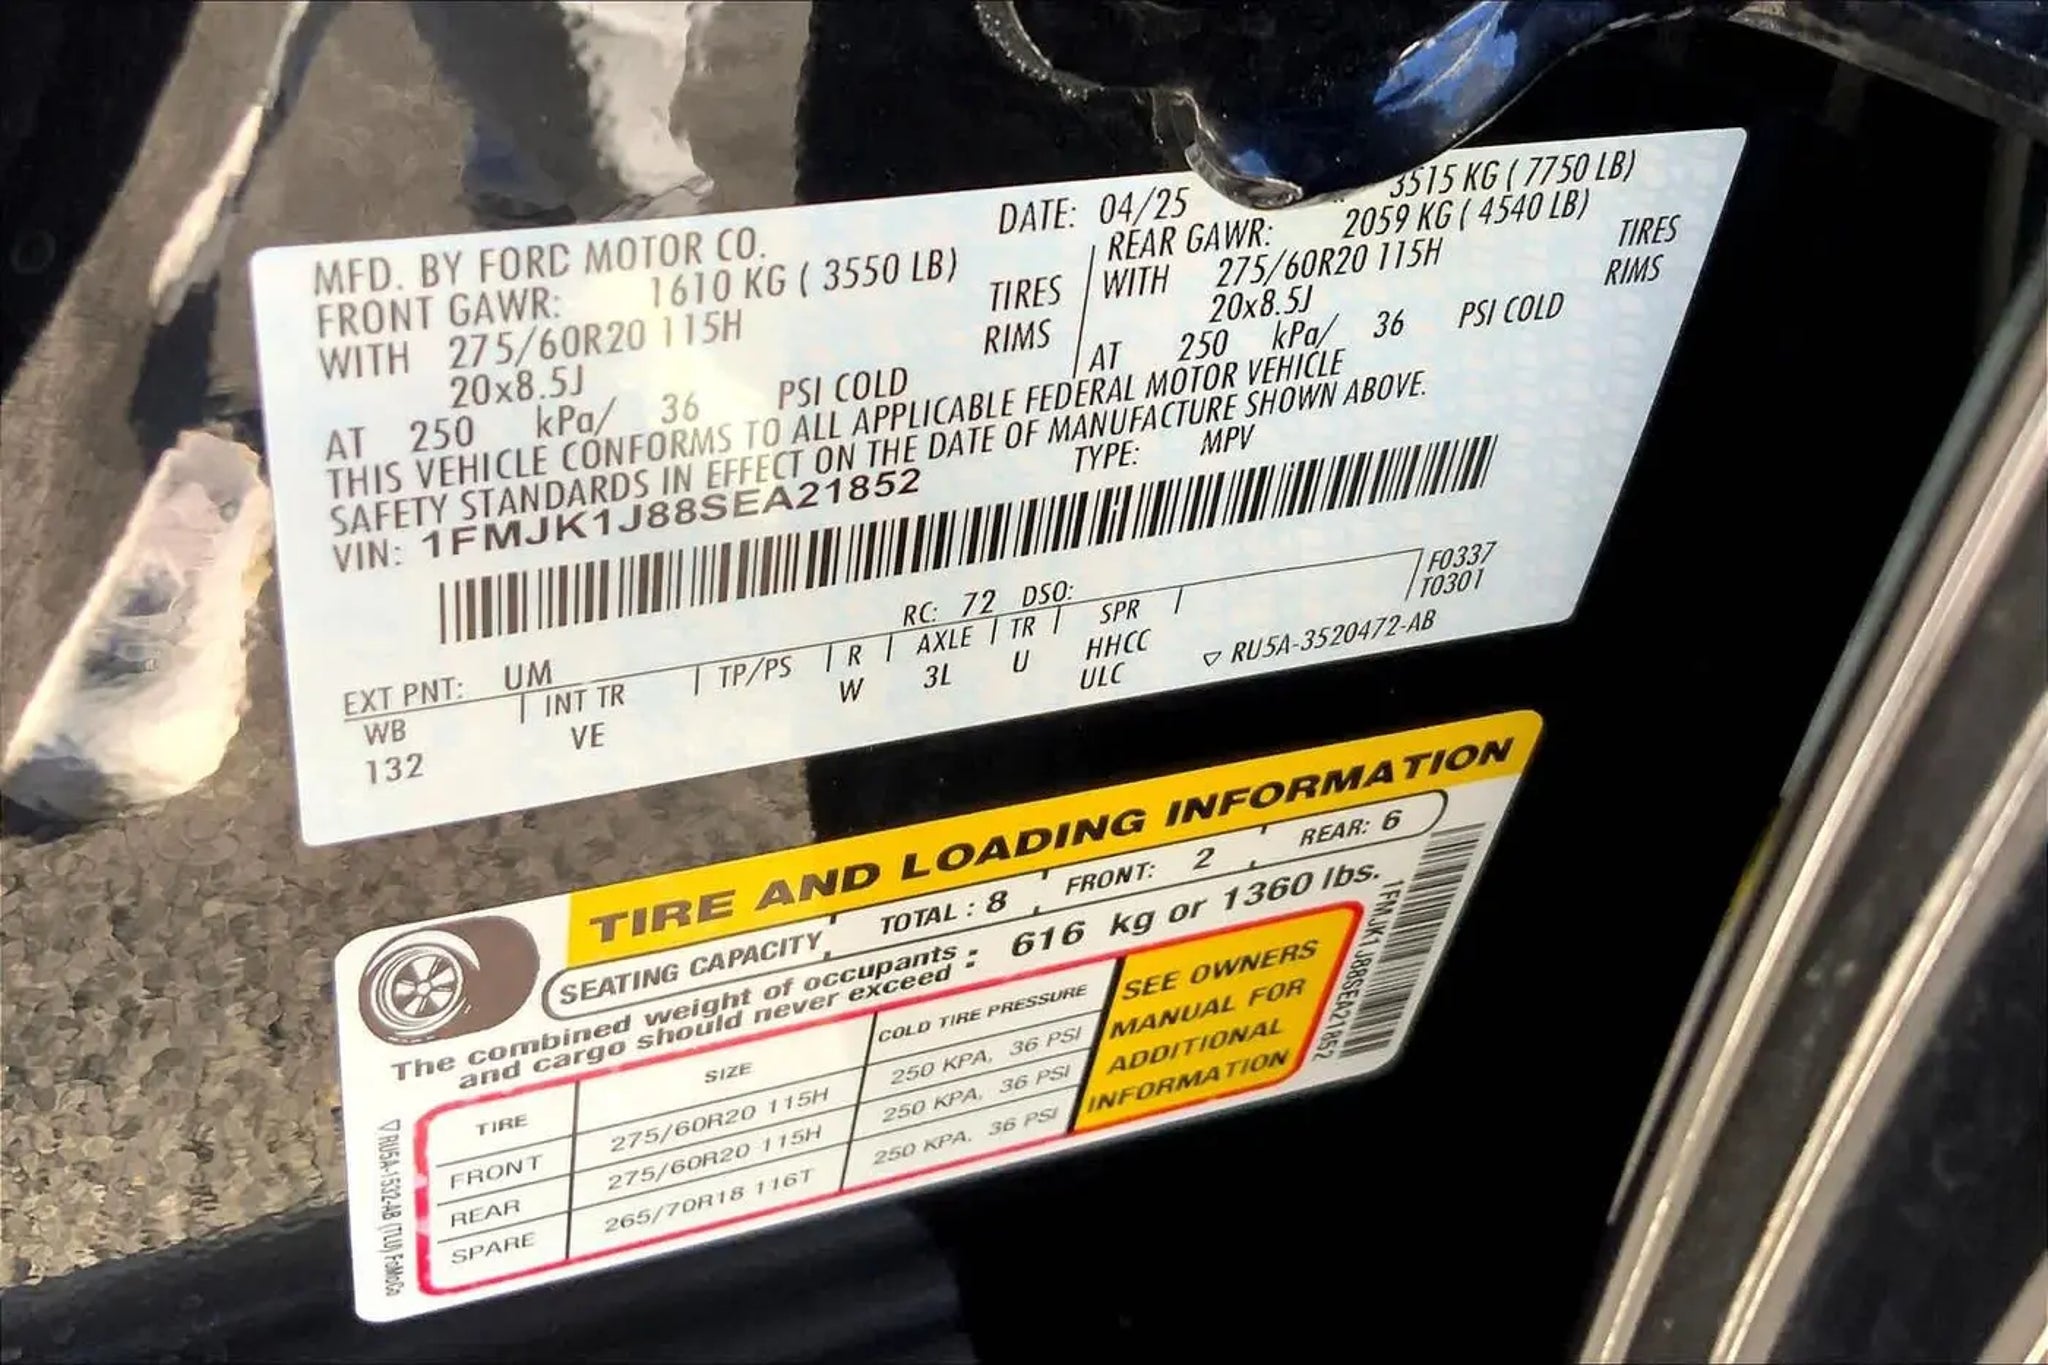 MFD. BY FORD MOTOR CO.
DATE: 04/25
3515 KG ( 7750 LB)
FRONT GAWR: 1610 KG ( 3550 LB)
WITH 275/60R20 115H TIRES
20x8.5J RIMS
AT 250 kPa/ 36 PSI COLD
REAR GAWR: 2059 KG ( 4540 LB)
WITH 275/60R20 115H TIRES
20x8.5J RIMS
AT 250 kPa/ 36 PSI COLD
THIS VEHICLE CONFORMS TO ALL APPLICABLE FEDERAL MOTOR VEHICLE
SAFETY STANDARDS IN EFFECT ON THE DATE OF MANUFACTURE SHOWN ABOVE.
VIN: 1FMJK1J88SEA21852
TYPE: MPV
F0337
T0301
EXT PNT: UM RC: 72 DSO:
WB INT TR TP/PS R AXLE TR SPR
132 VE W 3L U HHCC
ULC
▽ RU5A-3520472-AB
TIRE AND LOADING INFORMATION
SEATING CAPACITY TOTAL : 8 FRONT: 2 REAR: 6
The combined weight of occupants
and cargo should never exceed : 616 kg or 1360 lbs.
TIRE SIZE COLD TIRE PRESSURE
FRONT 275/60R20 115H 250 KPA, 36 PSI
REAR 275/60R20 115H 250 KPA, 36 PSI
SPARE 265/70R18 116T 250 KPA, 36 PSI
SEE OWNERS
MANUAL FOR
ADDITIONAL
INFORMATION
1FMJK1J88SEA21852
▽ RU5A-1532-AB (TLU) FoMoCo